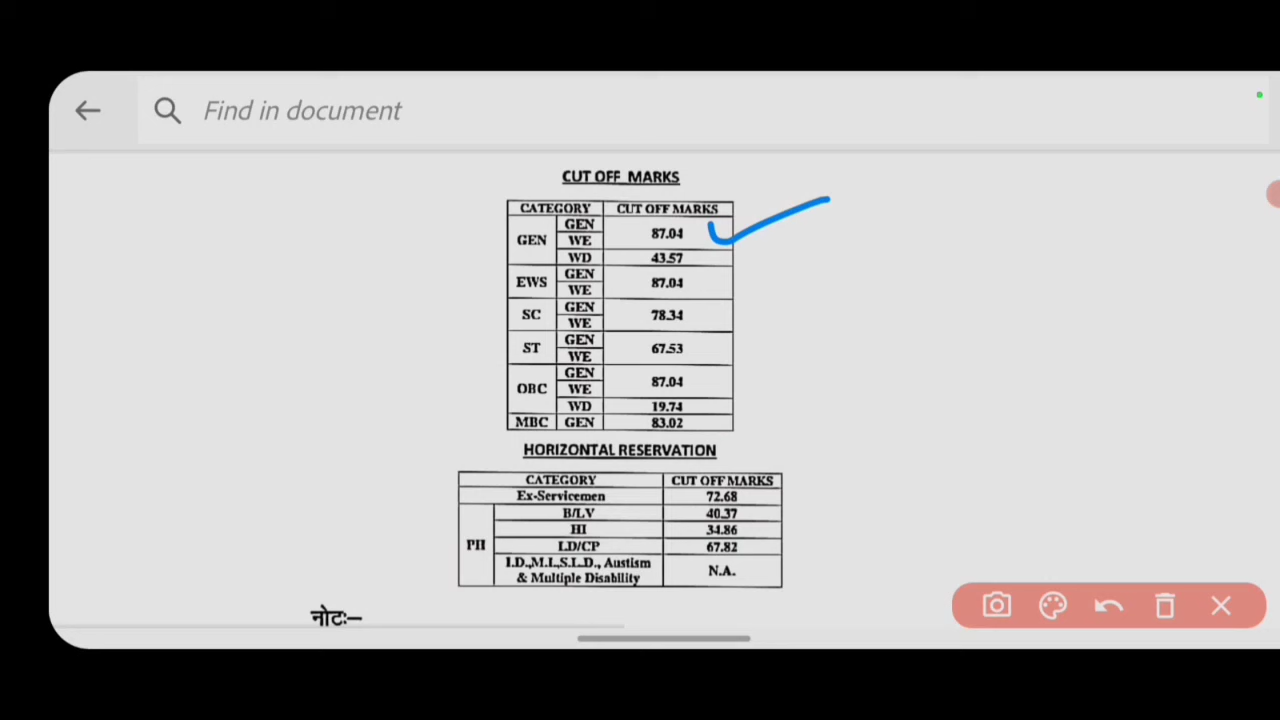 Find in document
CUT OFF MARKS
CATEGORY CUT OFF MARKS
GEN GEN 87.04
WE
WD 43.57
EWS GEN 87.04
WE
SC GEN 78.34
WE
ST GEN 67.53
WE
OBC GEN 87.04
WE
WD 19.74
MBC GEN 83.02
HORIZONTAL RESERVATION
CATEGORY CUT OFF MARKS
Ex-Servicemen 72.68
PH B/LV 40.37
HI 34.86
LD/CP 67.82
I.D.,M.I.,S.L.D., Austism N.A.
& Multiple Disability
नोटः—